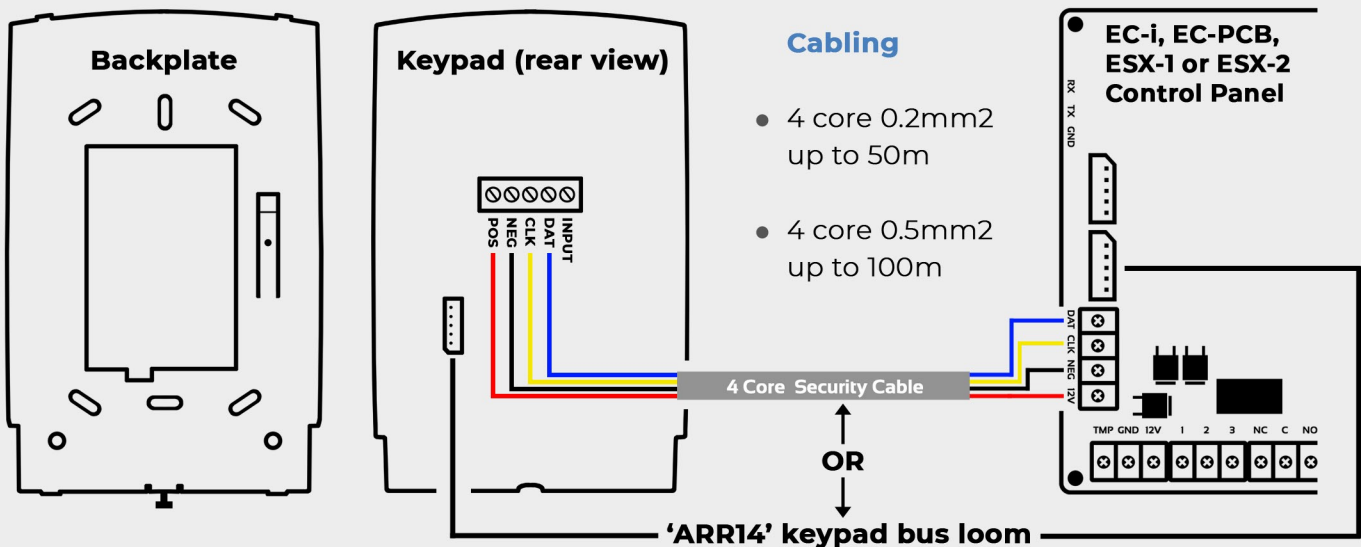 Backplate
Keypad (rear view)
POS
NEG
CLK
DAT
INPUT
Cabling
4 core 0.2mm2
up to 50m
4 core 0.5mm2
up to 100m
4 Core Security Cable
OR
‘ARR14’ keypad bus loom
EC-i, EC-PCB,
ESX-1 or ESX-2
Control Panel
RX
TX
GND
DAT
CLK
NEG
12V
TMP GND 12V 1 2 3 NC C NO